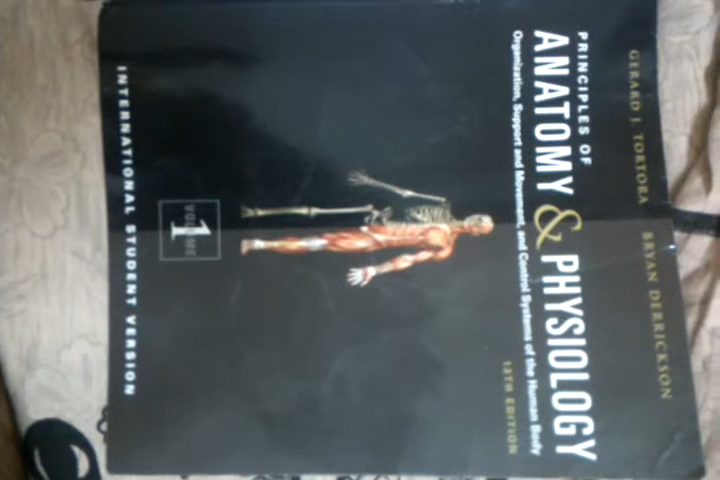 GERARD J. TORTORA BRYAN DERRICKSON
PRINCIPLES OF
ANATOMY & PHYSIOLOGY
Organization, Support and Movement, and Control Systems of the Human Body
13TH EDITION
VOLUME
1
INTERNATIONAL STUDENT VERSION